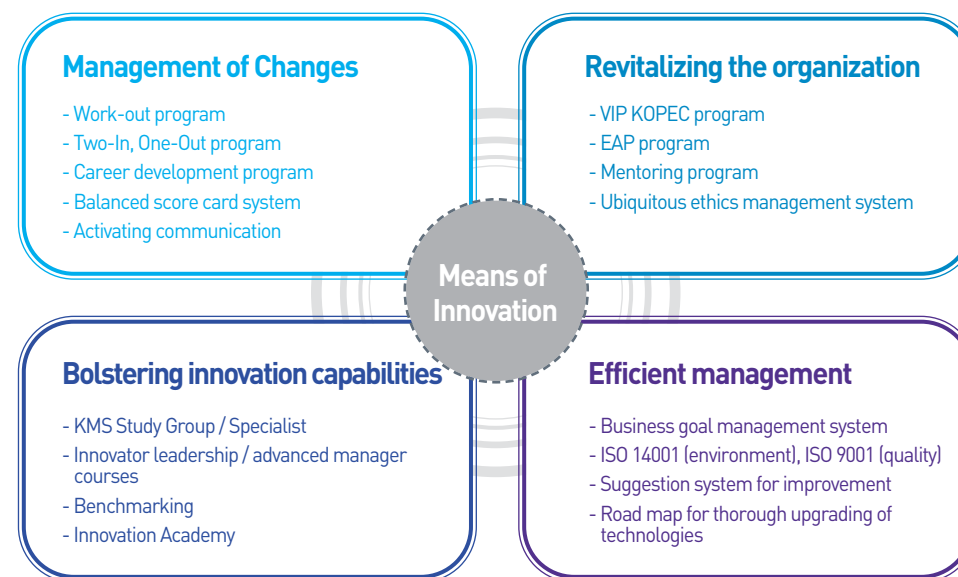 Management of Changes
- Work-out program
- Two-In, One-Out program
- Career development program
- Balanced score card system
- Activating communication
Revitalizing the organization
- VIP KOPEC program
- EAP program
- Mentoring program
- Ubiquitous ethics management system
Means of
Innovation
Bolstering innovation capabilities
- KMS Study Group / Specialist
- Innovator leadership / advanced manager
courses
- Benchmarking
- Innovation Academy
Efficient management
- Business goal management system
- ISO 14001 (environment), ISO 9001 (quality)
- Suggestion system for improvement
- Road map for thorough upgrading of
technologies